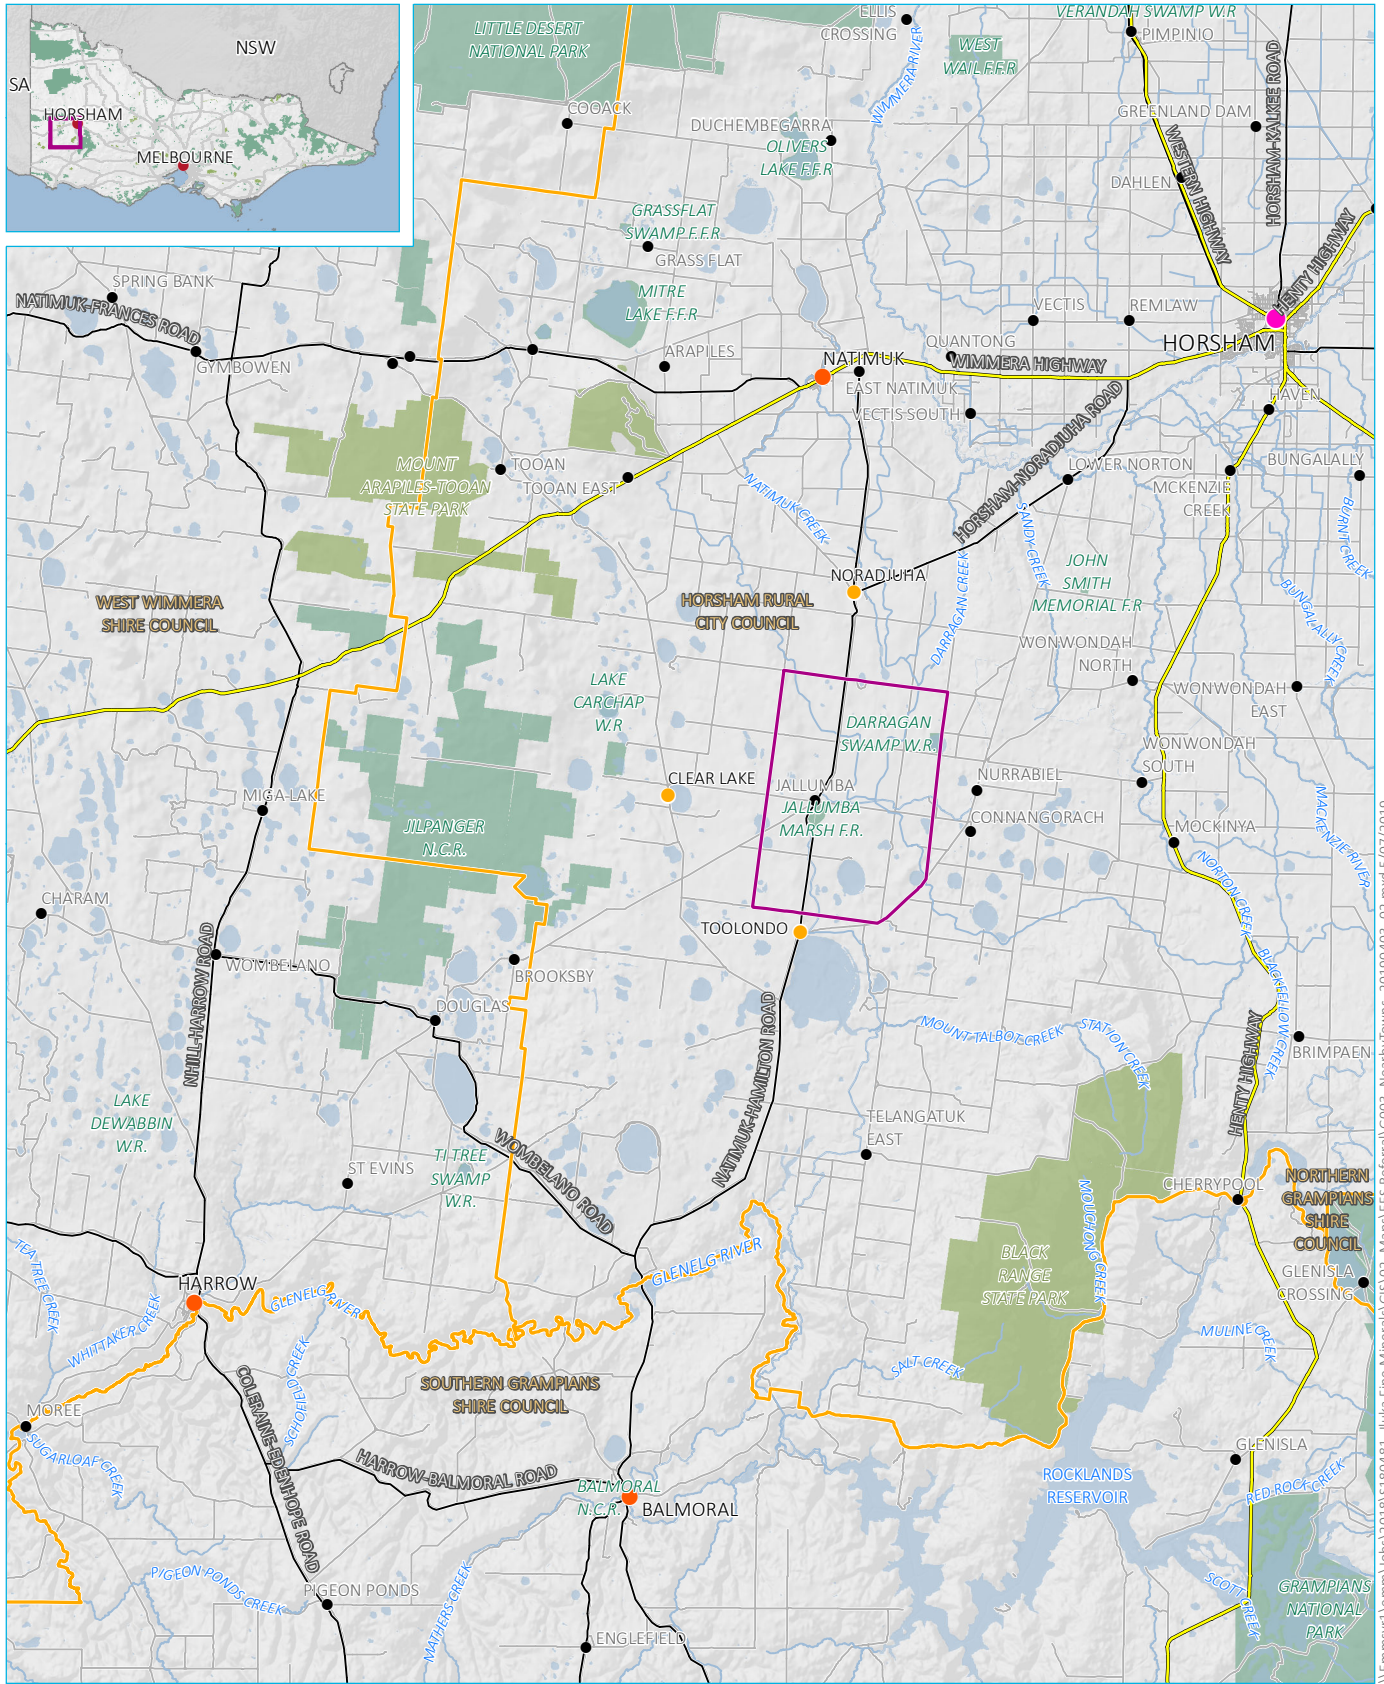 NSW
SA
HORSHAM
MELBOURNE
LITTLE DESERT
NATIONAL PARK
ELLIS
CROSSING
VERANDAH SWAMP W.R
PIMPINIO
WEST
WAIL F.F.R
WIMMERA RIVER
HORSHAM-KALKEE ROAD
COOACK
GREENLAND DAM
DUCHEMBEGARRA
OLIVERS
LAKE F.F.R
WESTERN HIGHWAY
DAHLEN
GRASSFLAT
SWAMP F.F.R
GRASS FLAT
HENTY HIGHWAY
SPRING BANK
NATIMUK-FRANCES ROAD
MITRE
LAKE F.F.R
VECTIS
REMLAW
HORSHAM
QUANTONG
ARAPILES
NATIMUK
WIMMERA HIGHWAY
GYMBOWEN
EAST NATIMUK
HAVEN
VECTIS SOUTH
HORSHAM-NORADJUHA ROAD
MOUNT
ARAPILES-TOOAN
STATE PARK
TOOAN
TOOAN EAST
LOWER NORTON
BUNGALALLY
MCKENZIE
CREEK
NATIMUK CREEK
SANDY CREEK
BURNT CREEK
DARRAGAN CREEK
JOHN
SMITH
MEMORIAL F.R
NORADJUHA
BUNGALALLY CREEK
WEST WIMMERA
SHIRE COUNCIL
HORSHAM RURAL
CITY COUNCIL
WONWONDAH
NORTH
LAKE
CARCHAP
W.R
WONWONDAH
EAST
DARRAGAN
SWAMP W.R.
WONWONDAH
SOUTH
CLEAR LAKE
JALLUMBA
JALLUMBA
MARSH F.R.
NURRABIEL
CONNANGORACH
MIGA LAKE
JILPANGER
N.C.R.
MOCKINYA
MACKENZIE RIVER
NORTON CREEK
CHARAM
TOOLONDO
NHILL-HARROW ROAD
WOMBELANO
BROOKSBY
BLACKFELLOW CREEK
DOUGLAS
NATIMUK-HAMILTON ROAD
MOUNT TALBOT CREEK
STATION CREEK
HENTY HIGHWAY
BRIMPAEN
LAKE
DEWABBIN
W.R.
TELANGATUK
EAST
TI TREE
SWAMP
W.R.
WOMBELANO ROAD
ST EVINS
CHERRYPOOL
MOUCHONG CREEK
NORTHERN
GRAMPIANS
SHIRE
COUNCIL
TEA TREE CREEK
GLENELG RIVER
BLACK
RANGE
STATE PARK
GLENISLA
CROSSING
HARROW
GLENELG RIVER
WHITTAKER CREEK
MULINE CREEK
SCHOFIELD CREEK
SALT CREEK
SOUTHERN GRAMPIANS
SHIRE COUNCIL
MOREE
COLERAINE-EDENHOPE ROAD
SUGARLOAF CREEK
GLENISLA
HARROW-BALMORAL ROAD
ROCKLANDS
RESERVOIR
RED ROCK CREEK
BALMORAL
N.C.R.
BALMORAL
PIGEON PONDS CREEK
PIGEON PONDS
MATHERS CREEK
SCOTT CREEK
GRAMPIANS
NATIONAL
PARK
ENGLEFIELD